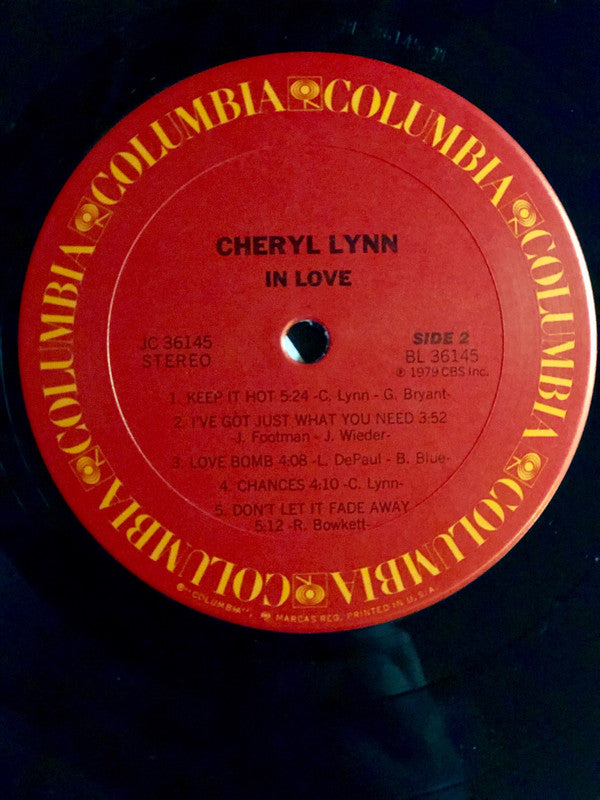 COLUMBIA COLUMBIA COLUMBIA COLUMBIA COLUMBIA COLUMBIA
CHERYL LYNN
IN LOVE
JC 36145
STEREO
SIDE 2
BL 36145
℗ 1979 CBS Inc.
1. KEEP IT HOT 5:24 -C. Lynn - G. Bryant-
2. I'VE GOT JUST WHAT YOU NEED 3:52
-J. Footman - J. Wieder-
3. LOVE BOMB 4:08 -L. DePaul - B. Blue-
4. CHANCES 4:10 -C. Lynn-
5. DON'T LET IT FADE AWAY
5:12 -R. Bowkett-
"COLUMBIA", MARCAS REG. PRINTED IN U.S.A